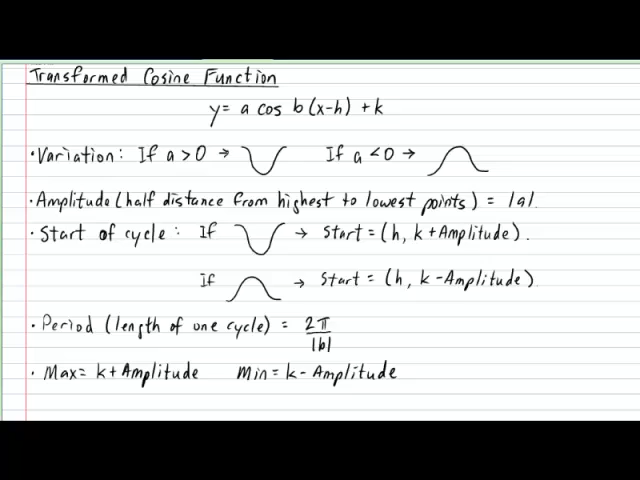 Transformed Cosine Function
y= a cos b(x-h) +k
• Variation: If a>0 → If a<0 →
• Amplitude (half distance from highest to lowest points) = |a|.
• Start of cycle: If → Start = (h, k+Amplitude).
If → Start = (h, k-Amplitude)
• Period (length of one cycle) = 2π/|b|
• Max= k+Amplitude Min= k-Amplitude